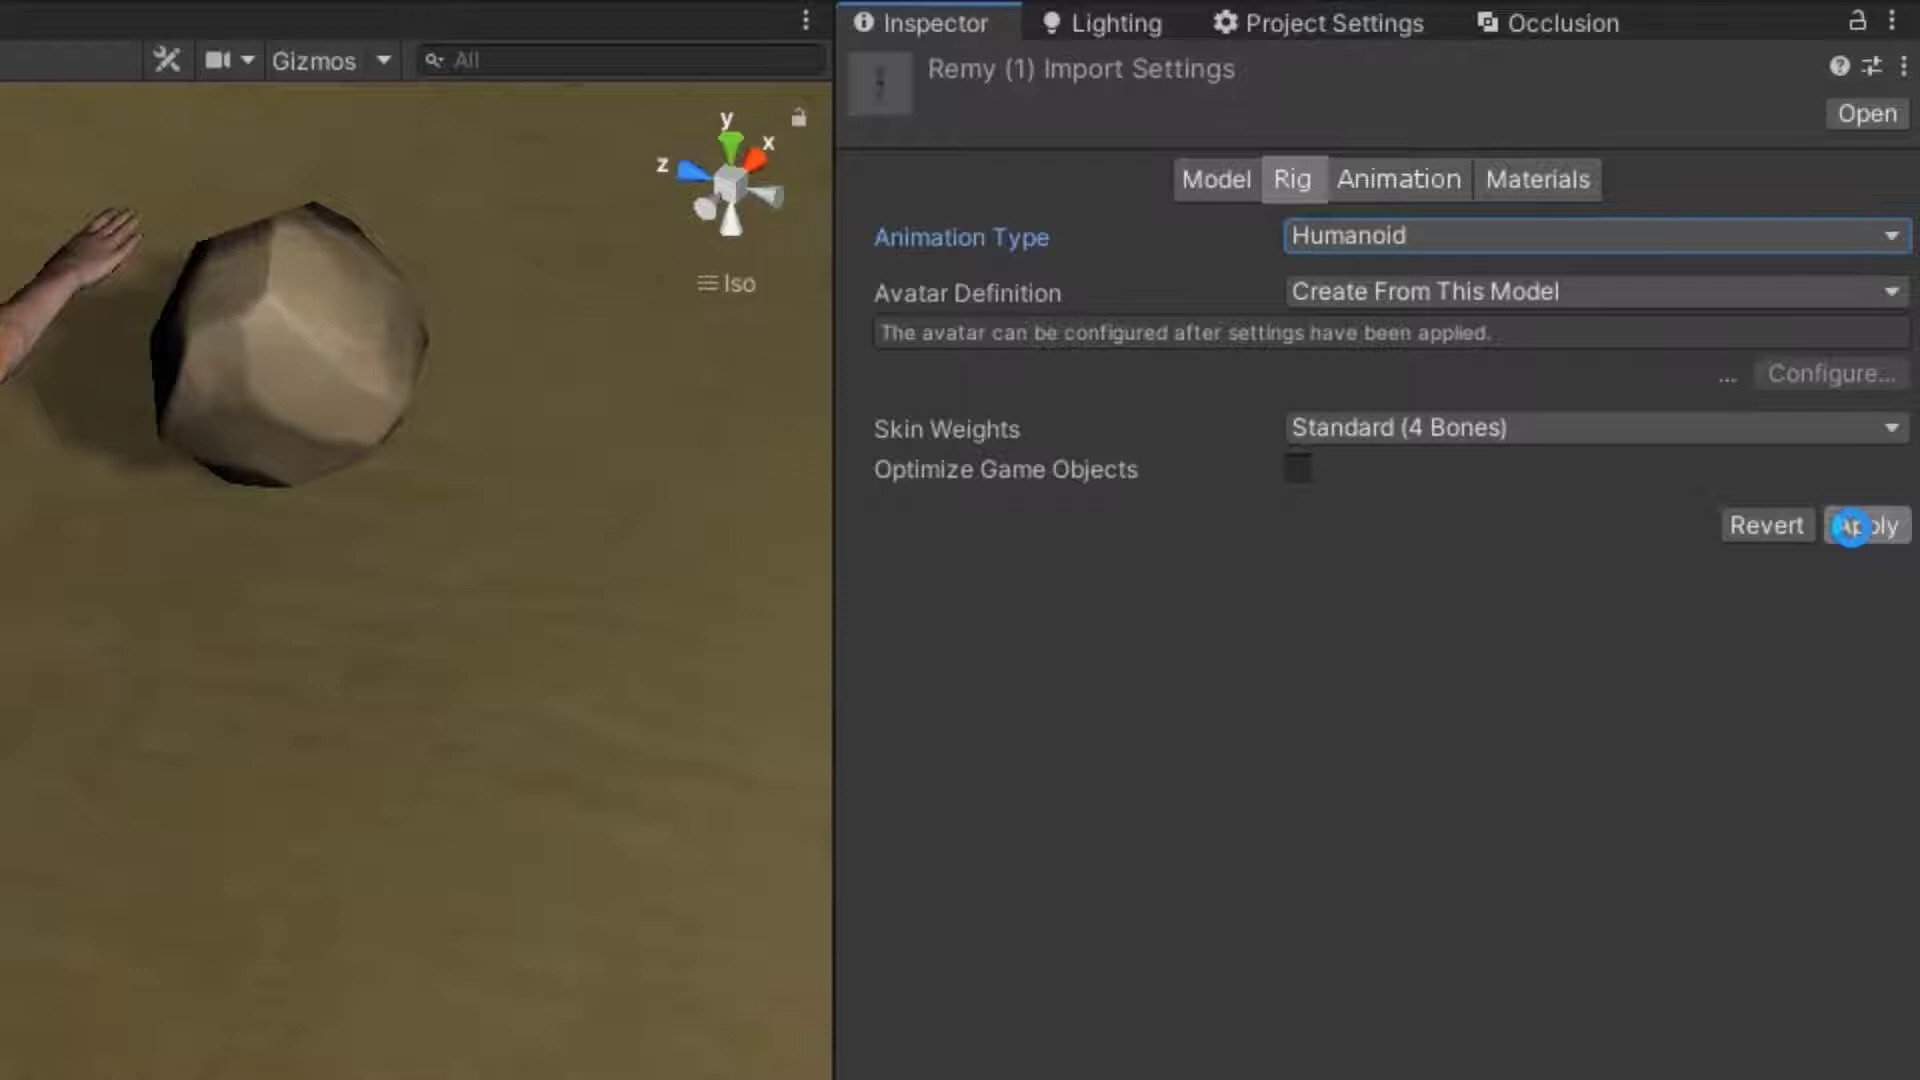 Inspector
Lighting
Project Settings
Occlusion
Gizmos
All
Remy (1) Import Settings
Open
y
x
z
Iso
Model
Rig
Animation
Materials
Animation Type
Humanoid
Avatar Definition
Create From This Model
The avatar can be configured after settings have been applied.
...
Configure...
Skin Weights
Standard (4 Bones)
Optimize Game Objects
Revert
Apply